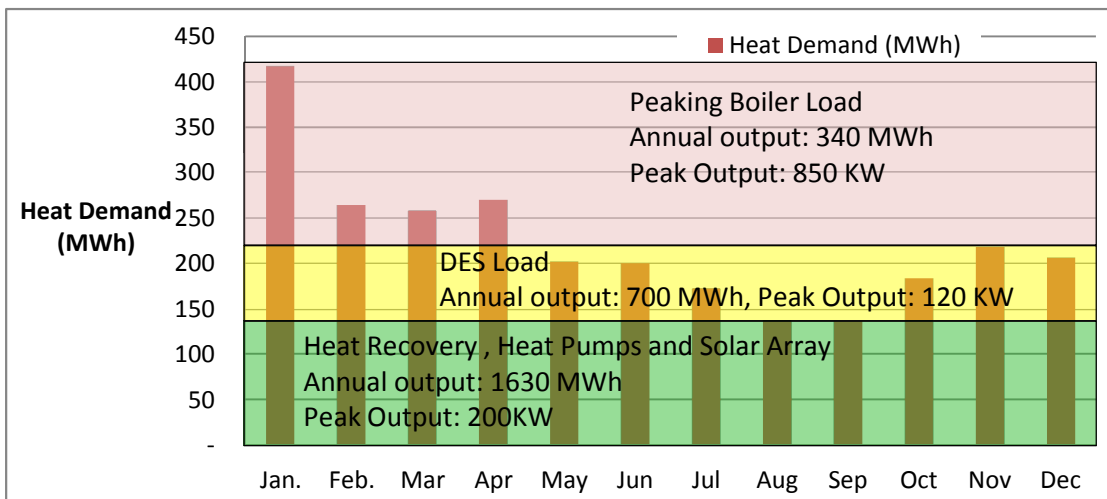 450
400
350
300
250
200
150
100
50
-
Heat Demand
(MWh)
Heat Demand (MWh)
Peaking Boiler Load
Annual output: 340 MWh
Peak Output: 850 KW
DES Load
Annual output: 700 MWh, Peak Output: 120 KW
Heat Recovery , Heat Pumps and Solar Array
Annual output: 1630 MWh
Peak Output: 200KW
Jan. Feb. Mar Apr May Jun Jul Aug Sep Oct Nov Dec